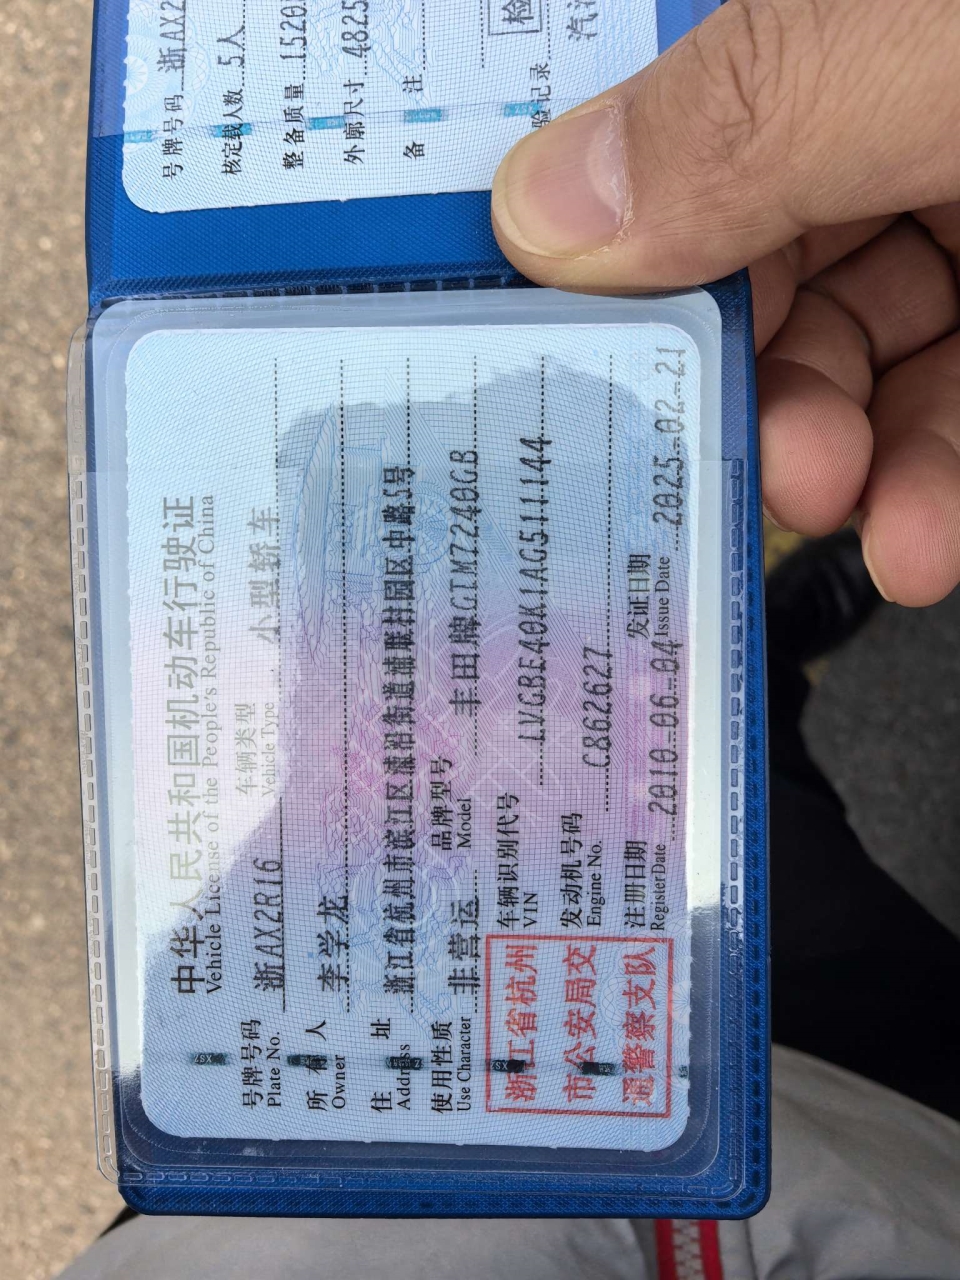 中华人民共和国机动车行驶证
Vehicle License of the People's Republic of China
号牌号码 浙AX2R16 车辆类型 小型轿车
Plate No. Vehicle Type
所有人 李学龙
Owner
住址 浙江省杭州市滨江区浦沿街道浦联桂园区中路5号
Address
使用性质 非营运 品牌型号 丰田牌GTM7240GB
Use Character Model
浙江省杭州
市公安局交
通警察支队
车辆识别代号 LVGBE40K1AG511144
VIN
发动机号码 C862627
Engine No.
注册日期 2010-06-04 发证日期 2025-02-21
Register Date Issue Date
号牌号码 浙AX2
核定载人数 5人
整备质量 1520
外廓尺寸 4825
备注
验记录
检
汽